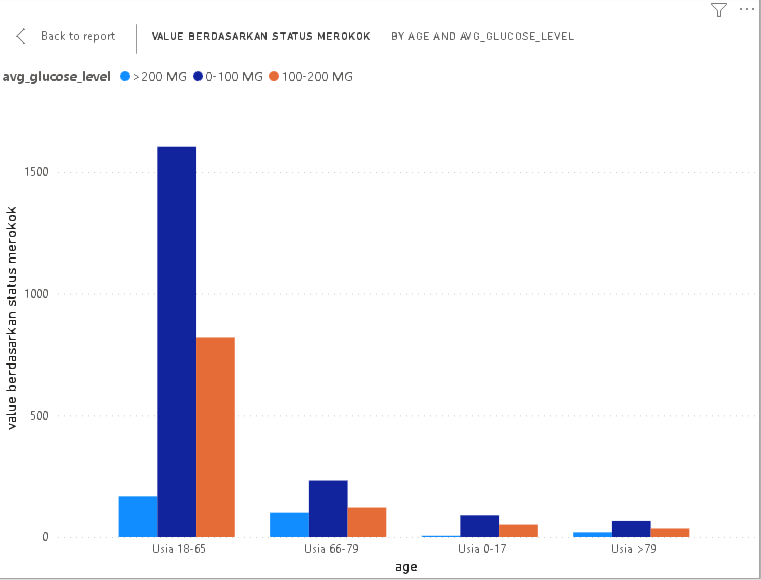 Back to report VALUE BERDASARKAN STATUS MEROKOK BY AGE AND AVG_GLUCOSE_LEVEL
avg_glucose_level >200 MG 0-100 MG 100-200 MG
value berdasarkan status merokok
1500
1000
500
0
Usia 18-65 Usia 66-79 Usia 0-17 Usia >79
age